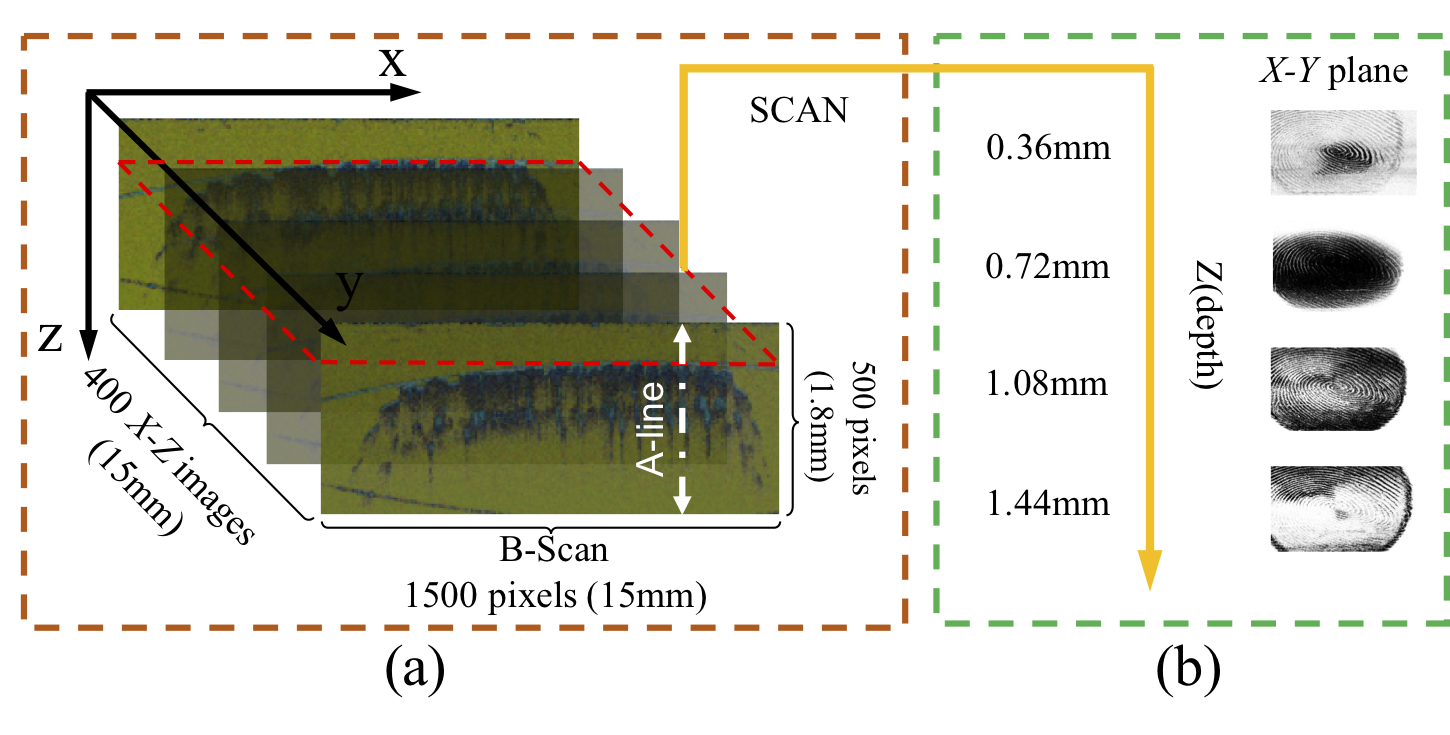 x
y
z
SCAN
400 X-Z images
(15mm)
A-line
500 pixels
(1.8mm)
B-Scan
1500 pixels (15mm)
(a)
X-Y plane
0.36mm
0.72mm
1.08mm
1.44mm
Z(depth)
(b)